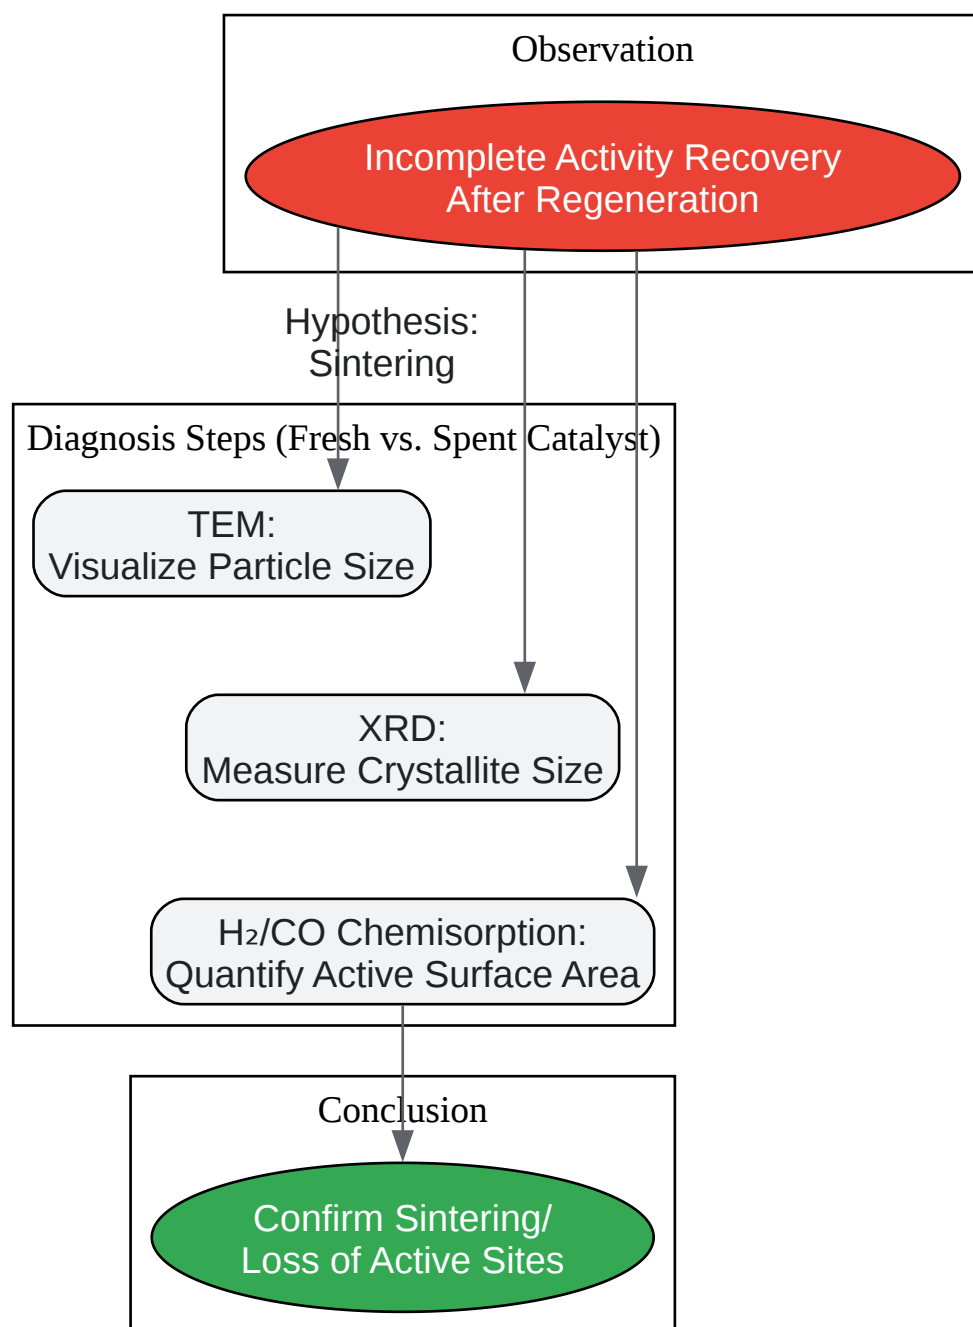 Observation
Incomplete Activity Recovery
After Regeneration
Hypothesis:
Sintering
Diagnosis Steps (Fresh vs. Spent Catalyst)
TEM:
Visualize Particle Size
XRD:
Measure Crystallite Size
H₂/CO Chemisorption:
Quantify Active Surface Area
Conclusion
Confirm Sintering/
Loss of Active Sites